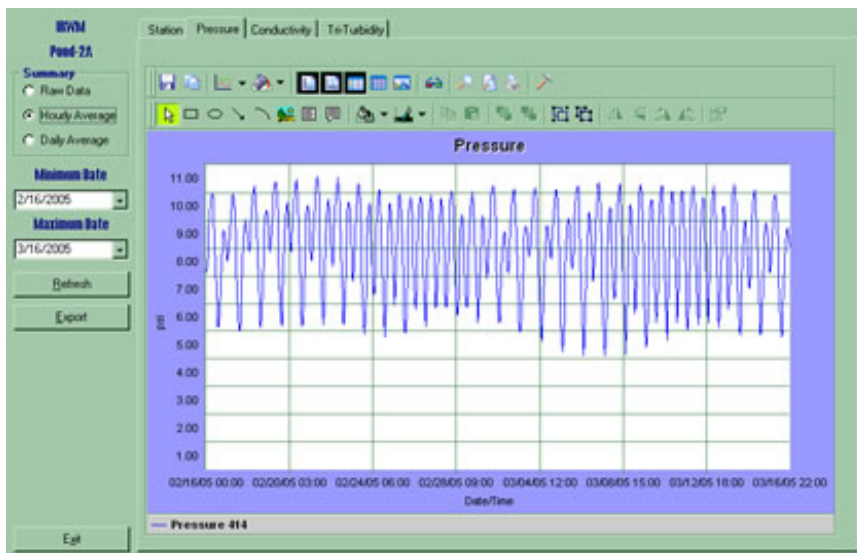 IRWM
Pond-2A
Summary
Raw Data
Hourly Average
Daily Average
Minimum Date
2/16/2005
Maximum Date
3/16/2005
Refresh
Export
Exit
Station Pressure Conductivity Tri-Turbidity
Pressure
psi
11.00
10.00
9.00
8.00
7.00
6.00
5.00
4.00
3.00
2.00
1.00
02/16/05 00:00 02/20/05 03:00 02/24/05 06:00 02/28/05 09:00 03/04/05 12:00 03/08/05 15:00 03/12/05 18:00 03/16/05 22:00
Date/Time
Pressure 414